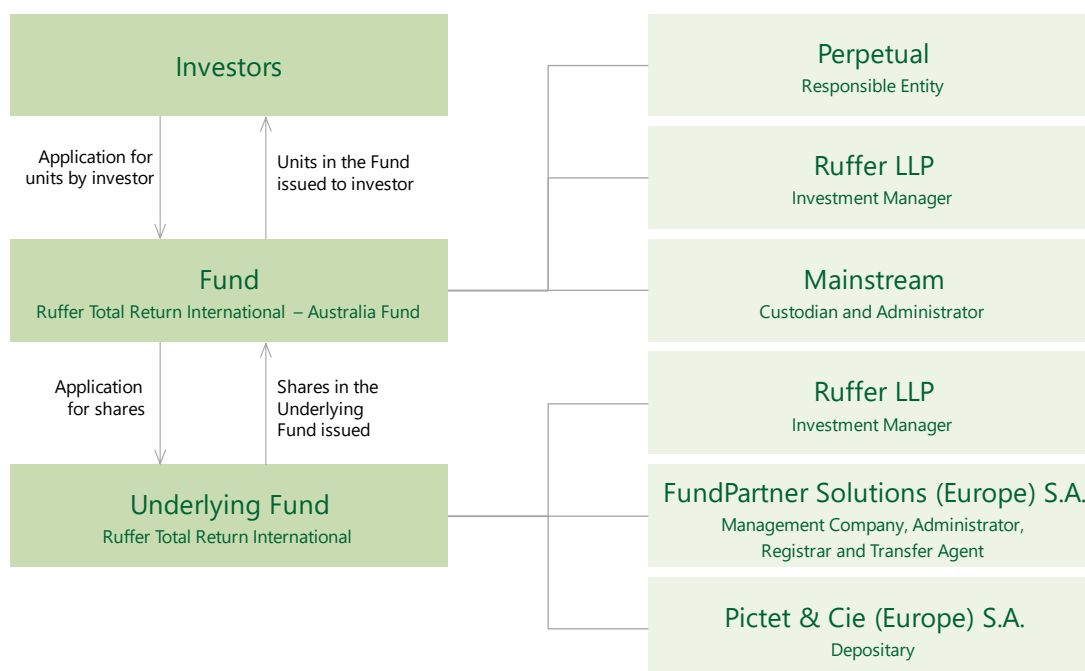 Investors
Application for
units by investor
Units in the Fund
issued to investor
Fund
Ruffer Total Return International – Australia Fund
Application
for shares
Shares in the
Underlying
Fund issued
Underlying Fund
Ruffer Total Return International
Perpetual
Responsible Entity
Ruffer LLP
Investment Manager
Mainstream
Custodian and Administrator
Ruffer LLP
Investment Manager
FundPartner Solutions (Europe) S.A.
Management Company, Administrator,
Registrar and Transfer Agent
Pictet & Cie (Europe) S.A.
Depositary